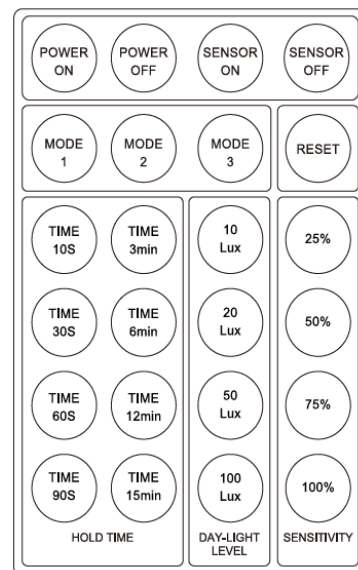 POWER ON
POWER OFF
SENSOR ON
SENSOR OFF
MODE 1
MODE 2
MODE 3
RESET
TIME 10S
TIME 3min
10 Lux
25%
TIME 30S
TIME 6min
20 Lux
50%
TIME 60S
TIME 12min
50 Lux
75%
TIME 90S
TIME 15min
100 Lux
100%
HOLD TIME
DAY-LIGHT LEVEL
SENSITIVITY